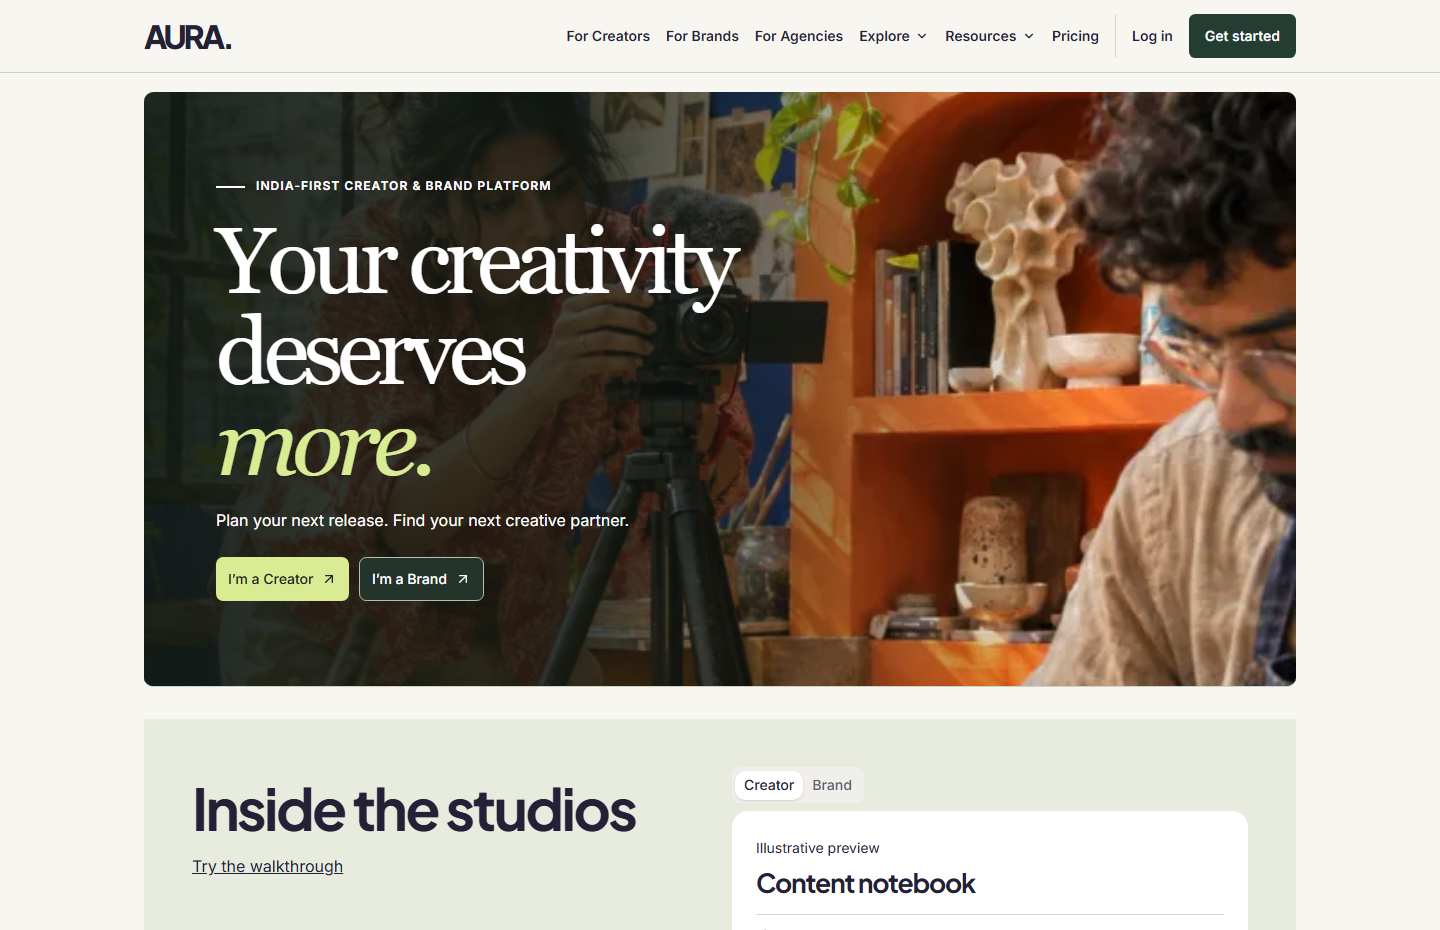 AURA.
For Creators
For Brands
For Agencies
Explore
Resources
Pricing
Log in
Get started
INDIA-FIRST CREATOR & BRAND PLATFORM
Your creativity
deserves
more.
Plan your next release. Find your next creative partner.
I'm a Creator
I'm a Brand
Inside the studios
Try the walkthrough
Creator
Brand
Illustrative preview
Content notebook